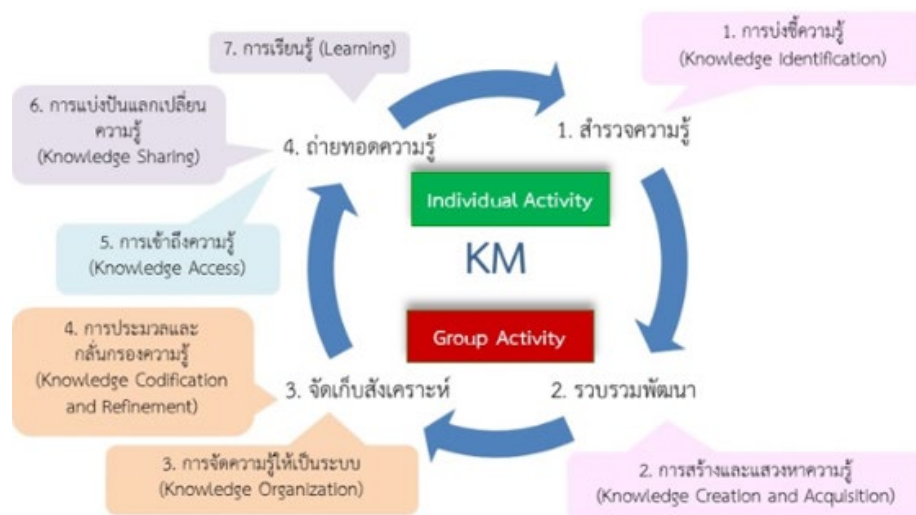 7. การเรียนรู้ (Learning)
1. การบ่งชี้ความรู้
(Knowledge Identification)
6. การแบ่งปันแลกเปลี่ยน
ความรู้
(Knowledge Sharing)
4. ถ่ายทอดความรู้
1. สำรวจความรู้
Individual Activity
5. การเข้าถึงความรู้
(Knowledge Access)
KM
Group Activity
4. การประมวลและ
กลั่นกรองความรู้
(Knowledge Codification
and Refinement)
3. จัดเก็บสังเคราะห์
2. รวบรวมพัฒนา
3. การจัดความรู้ให้เป็นระบบ
(Knowledge Organization)
2. การสร้างและแสวงหาความรู้
(Knowledge Creation and Acquisition)